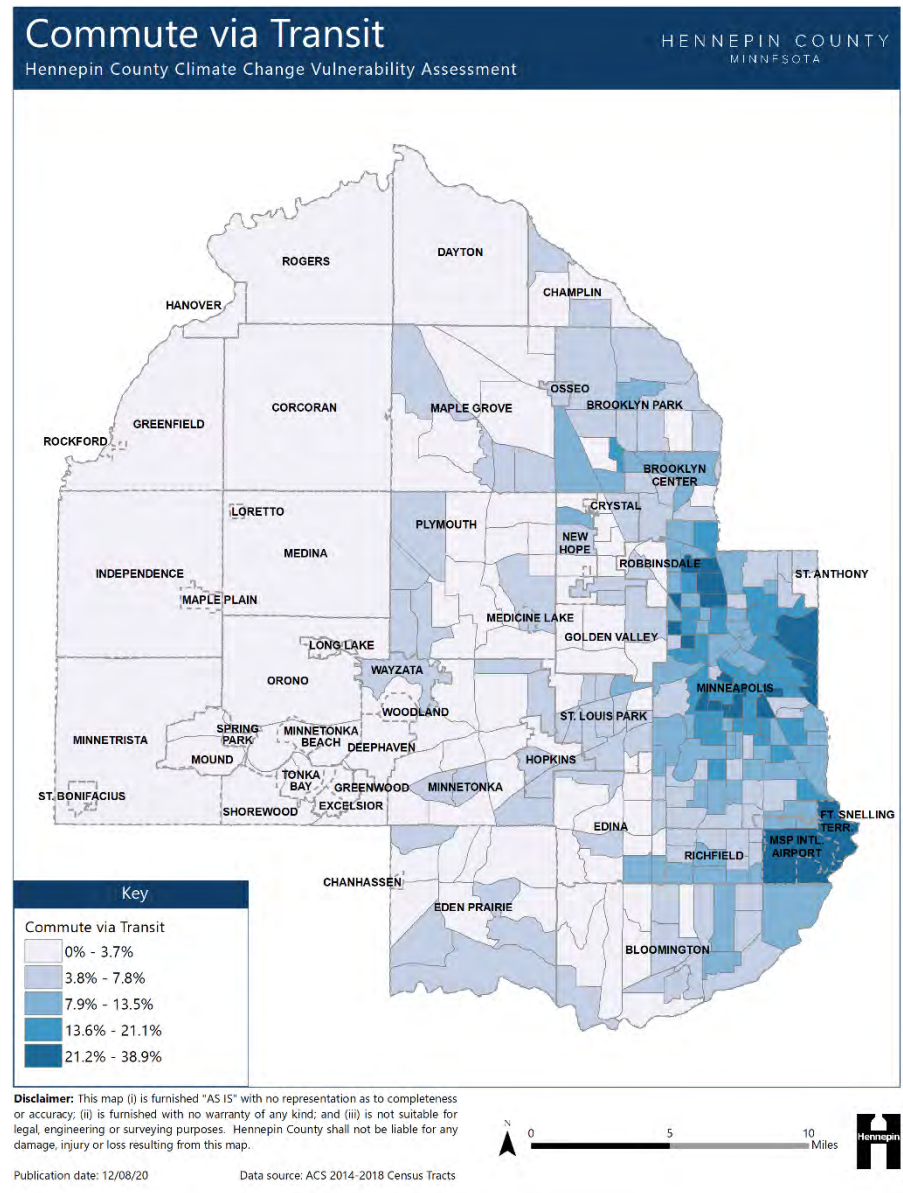 Commute via Transit
Hennepin County Climate Change Vulnerability Assessment
HENNEPIN COUNTY
MINNESOTA
DAYTON
ROGERS
CHAMPLIN
HANOVER
OSSEO
BROOKLYN PARK
CORCORAN
MAPLE GROVE
GREENFIELD
ROCKFORD
BROOKLYN
CENTER
CRYSTAL
LORETTO
PLYMOUTH
NEW
HOPE
MEDINA
ROBBINSDALE
INDEPENDENCE
ST. ANTHONY
MAPLE PLAIN
MEDICINE LAKE
GOLDEN VALLEY
LONG LAKE
WAYZATA
ORONO
MINNEAPOLIS
WOODLAND
ST. LOUIS PARK
SPRING
PARK
MINNETONKA
BEACH
MINNETRISTA
DEEPHAVEN
MOUND
HOPKINS
TONKA
BAY
GREENWOOD
MINNETONKA
ST. BONIFACIUS
EXCELSIOR
SHOREWOOD
FT. SNELLING
TERR.
EDINA
MSP INTL.
AIRPORT
RICHFIELD
CHANHASSEN
EDEN PRAIRIE
BLOOMINGTON
Key
Commute via Transit
0% - 3.7%
3.8% - 7.8%
7.9% - 13.5%
13.6% - 21.1%
21.2% - 38.9%
Disclaimer: This map (i) is furnished "AS IS" with no representation as to completeness
or accuracy; (ii) is furnished with no warranty of any kind; and (iii) is not suitable for
legal, engineering or surveying purposes. Hennepin County shall not be liable for any
damage, injury or loss resulting from this map.
Publication date: 12/08/20
Data source: ACS 2014-2018 Census Tracts
N
0 5 10
Miles
Hennepin